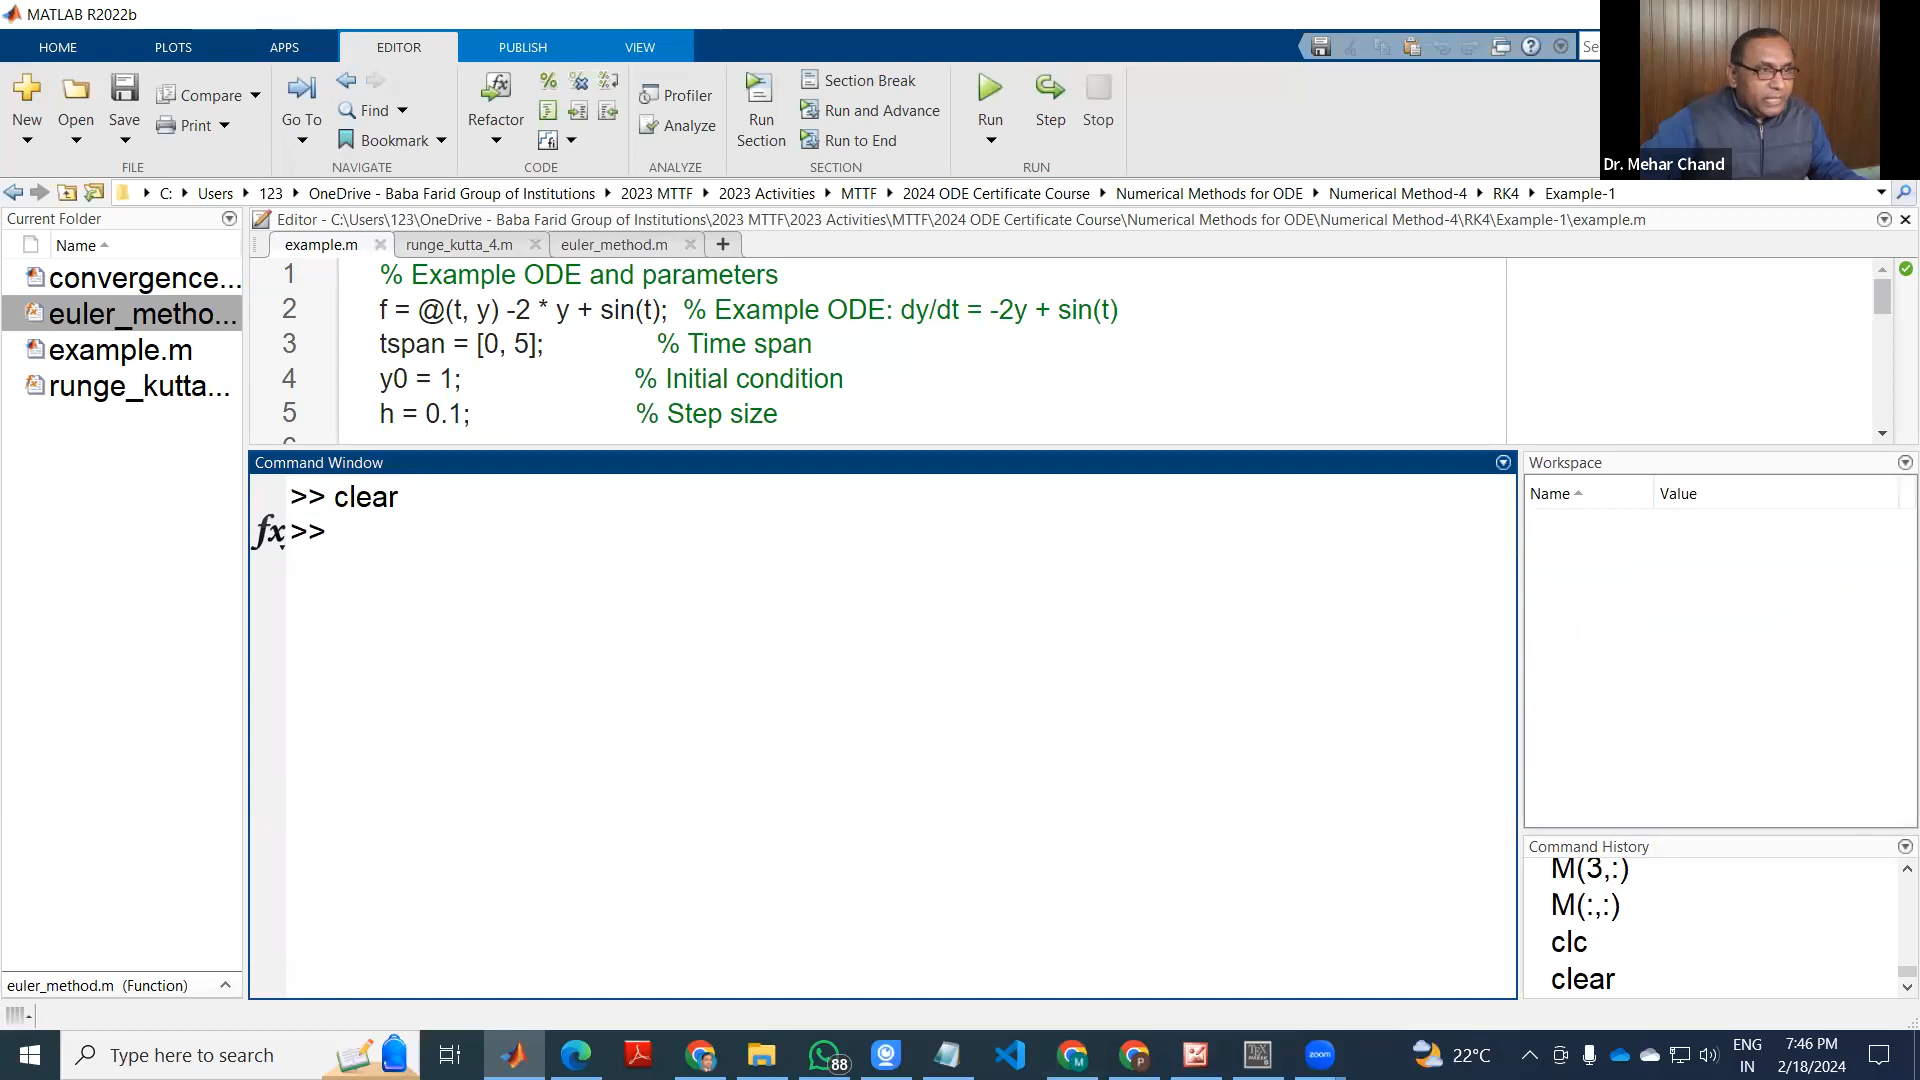 MATLAB R2022b
HOME PLOTS APPS EDITOR PUBLISH VIEW
Se
New Open Save Compare Print
FILE
Go To Find Bookmark
NAVIGATE
Refactor
CODE
Profiler
Analyze
ANALYZE
Run Section
Section Break
Run and Advance
Run to End
SECTION
Run Step Stop
RUN
Dr. Mehar Chand
C: Users 123 OneDrive - Baba Farid Group of Institutions 2023 MTTF 2023 Activities MTTF 2024 ODE Certificate Course Numerical Methods for ODE Numerical Method-4 RK4 Example-1
Current Folder
Name
convergence...
euler_metho...
example.m
runge_kutta...
euler_method.m (Function)
Editor - C:\Users\123\OneDrive - Baba Farid Group of Institutions\2023 MTTF\2023 Activities\MTTF\2024 ODE Certificate Course\Numerical Methods for ODE\Numerical Method-4\RK4\Example-1\example.m
example.m runge_kutta_4.m euler_method.m
1 % Example ODE and parameters
2 f = @(t, y) -2 * y + sin(t); % Example ODE: dy/dt = -2y + sin(t)
3 tspan = [0, 5]; % Time span
4 y0 = 1; % Initial condition
5 h = 0.1; % Step size
Command Window
>> clear
fx >>
Workspace
Name Value
Command History
M(3,:)
M(:,:)
clc
clear
Type here to search
88
zoom
22°C
ENG
IN
7:46 PM
2/18/2024